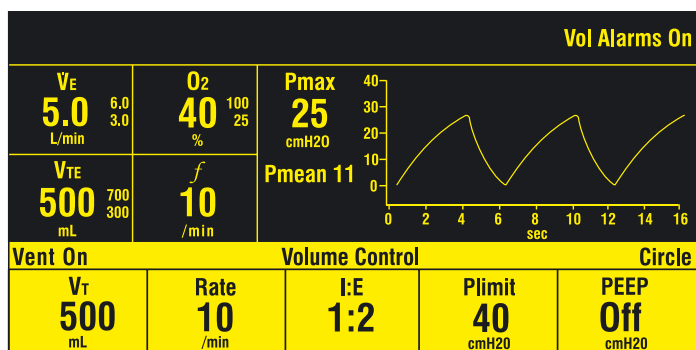 Vol Alarms On
V̇E
5.0
6.0
3.0
L/min
O2
40
100
25
%
Pmax
25
cmH2O
Pmean 11
40
30
20
10
0
0 2 4 6 8 10 12 14 16
sec
VTE
500
700
300
mL
f
10
/min
Vent On Volume Control Circle
VT
500
mL
Rate
10
/min
I:E
1:2
Plimit
40
cmH20
PEEP
Off
cmH20